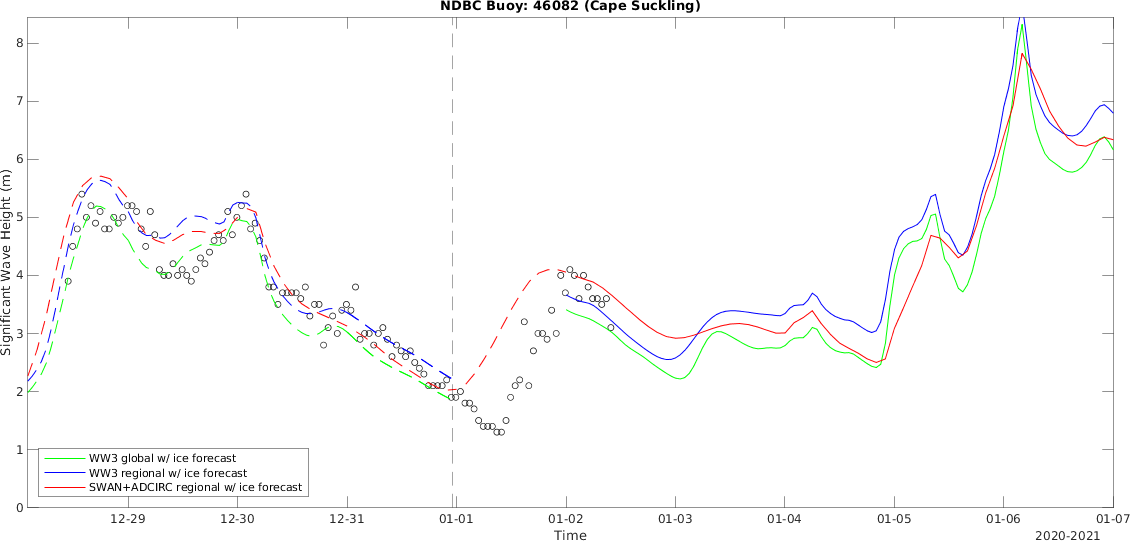 NDBC Buoy: 46082 (Cape Suckling)
8
7
6
5
4
3
2
1
0
Significant Wave Height (m)
WW3 global w/ ice forecast
WW3 regional w/ ice forecast
SWAN+ADCIRC regional w/ ice forecast
12-29 12-30 12-31 01-01 01-02 01-03 01-04 01-05 01-06 01-07
Time
2020-2021